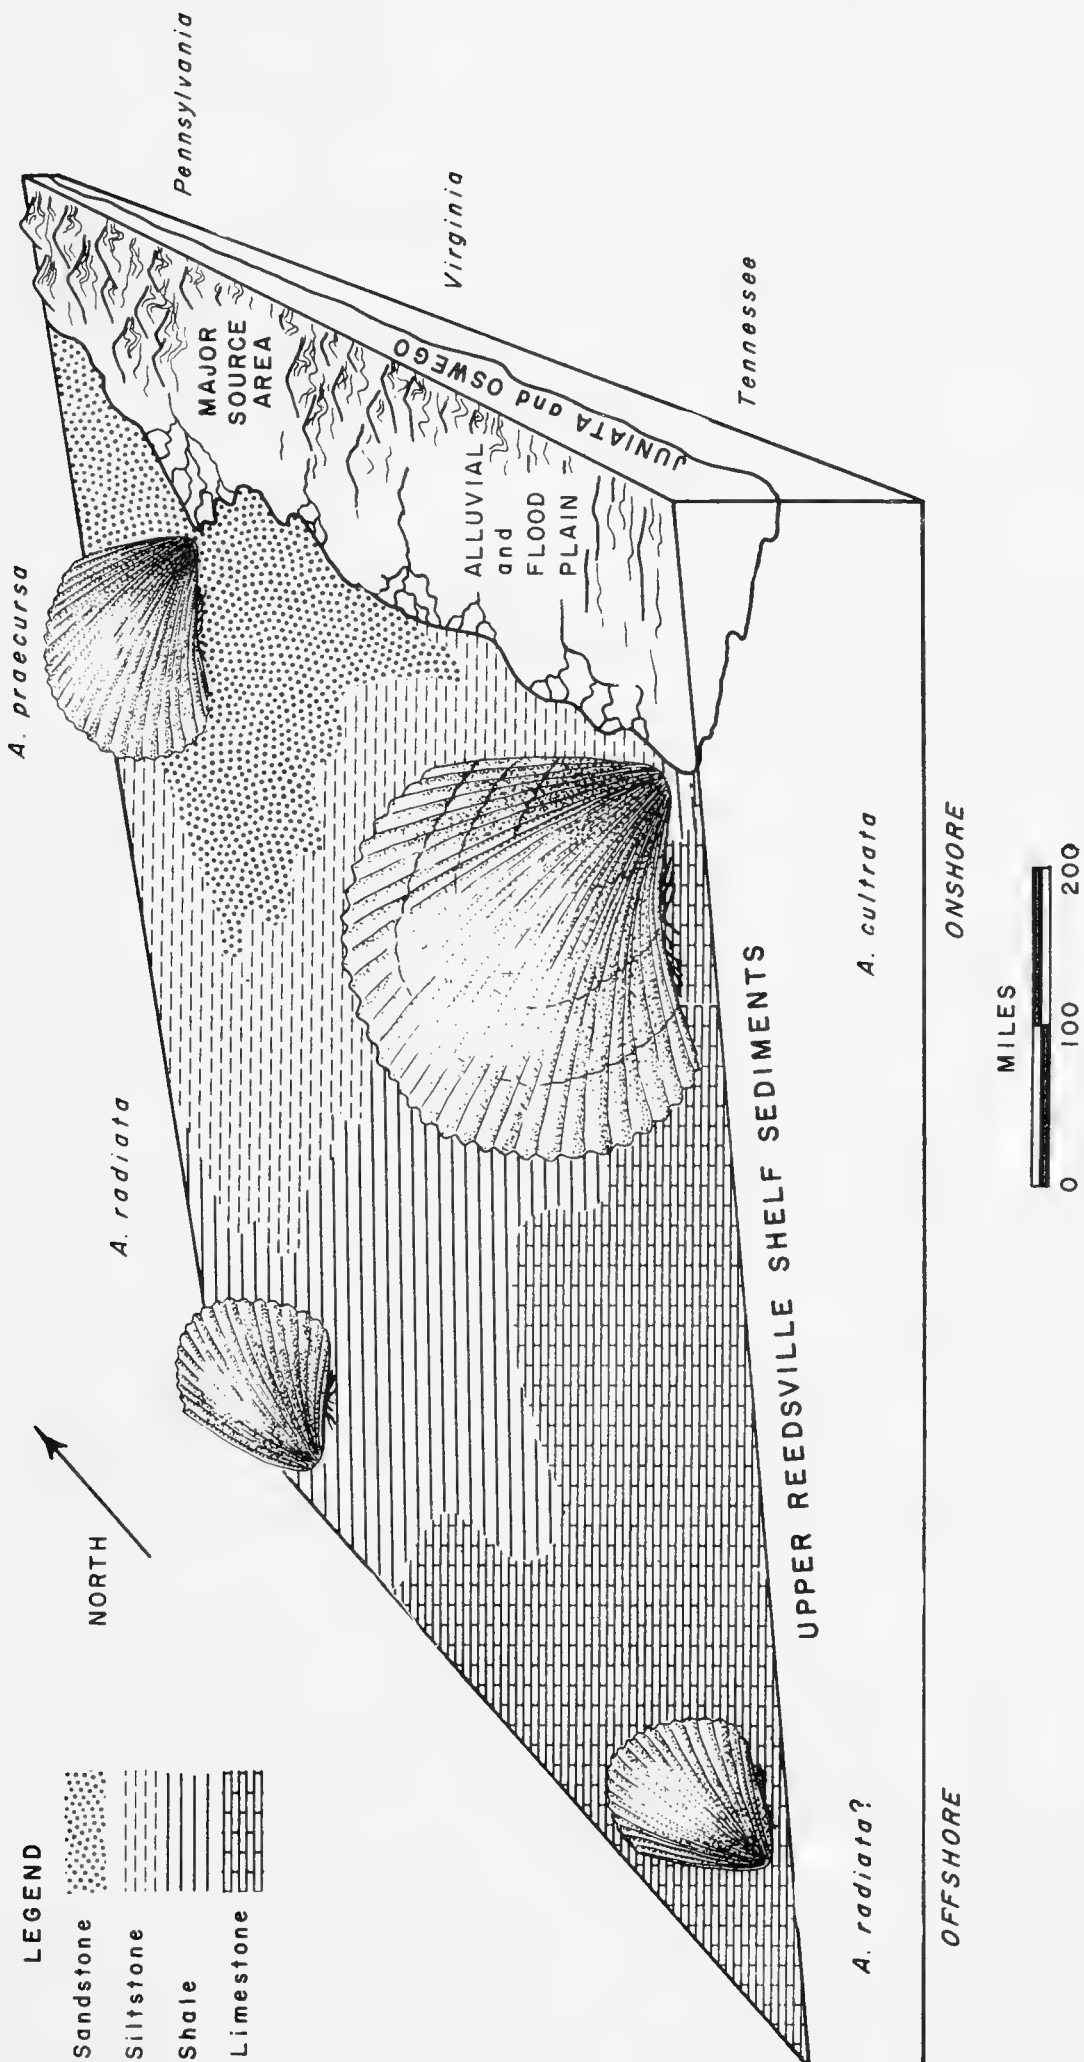 LEGEND
Sandstone
Siltstone
Shale
Limestone
NORTH
A. radiata
A. praecursa
Pennsylvania
Virginia
Tennessee
MAJOR
SOURCE
AREA
ALLUVIAL
and
FLOOD
PLAIN
JUNIATA and OSWEGO
UPPER REEDSVILLE SHELF SEDIMENTS
A. radiata?
A. cultrata
OFFSHORE
ONSHORE
MILES
0 100 200